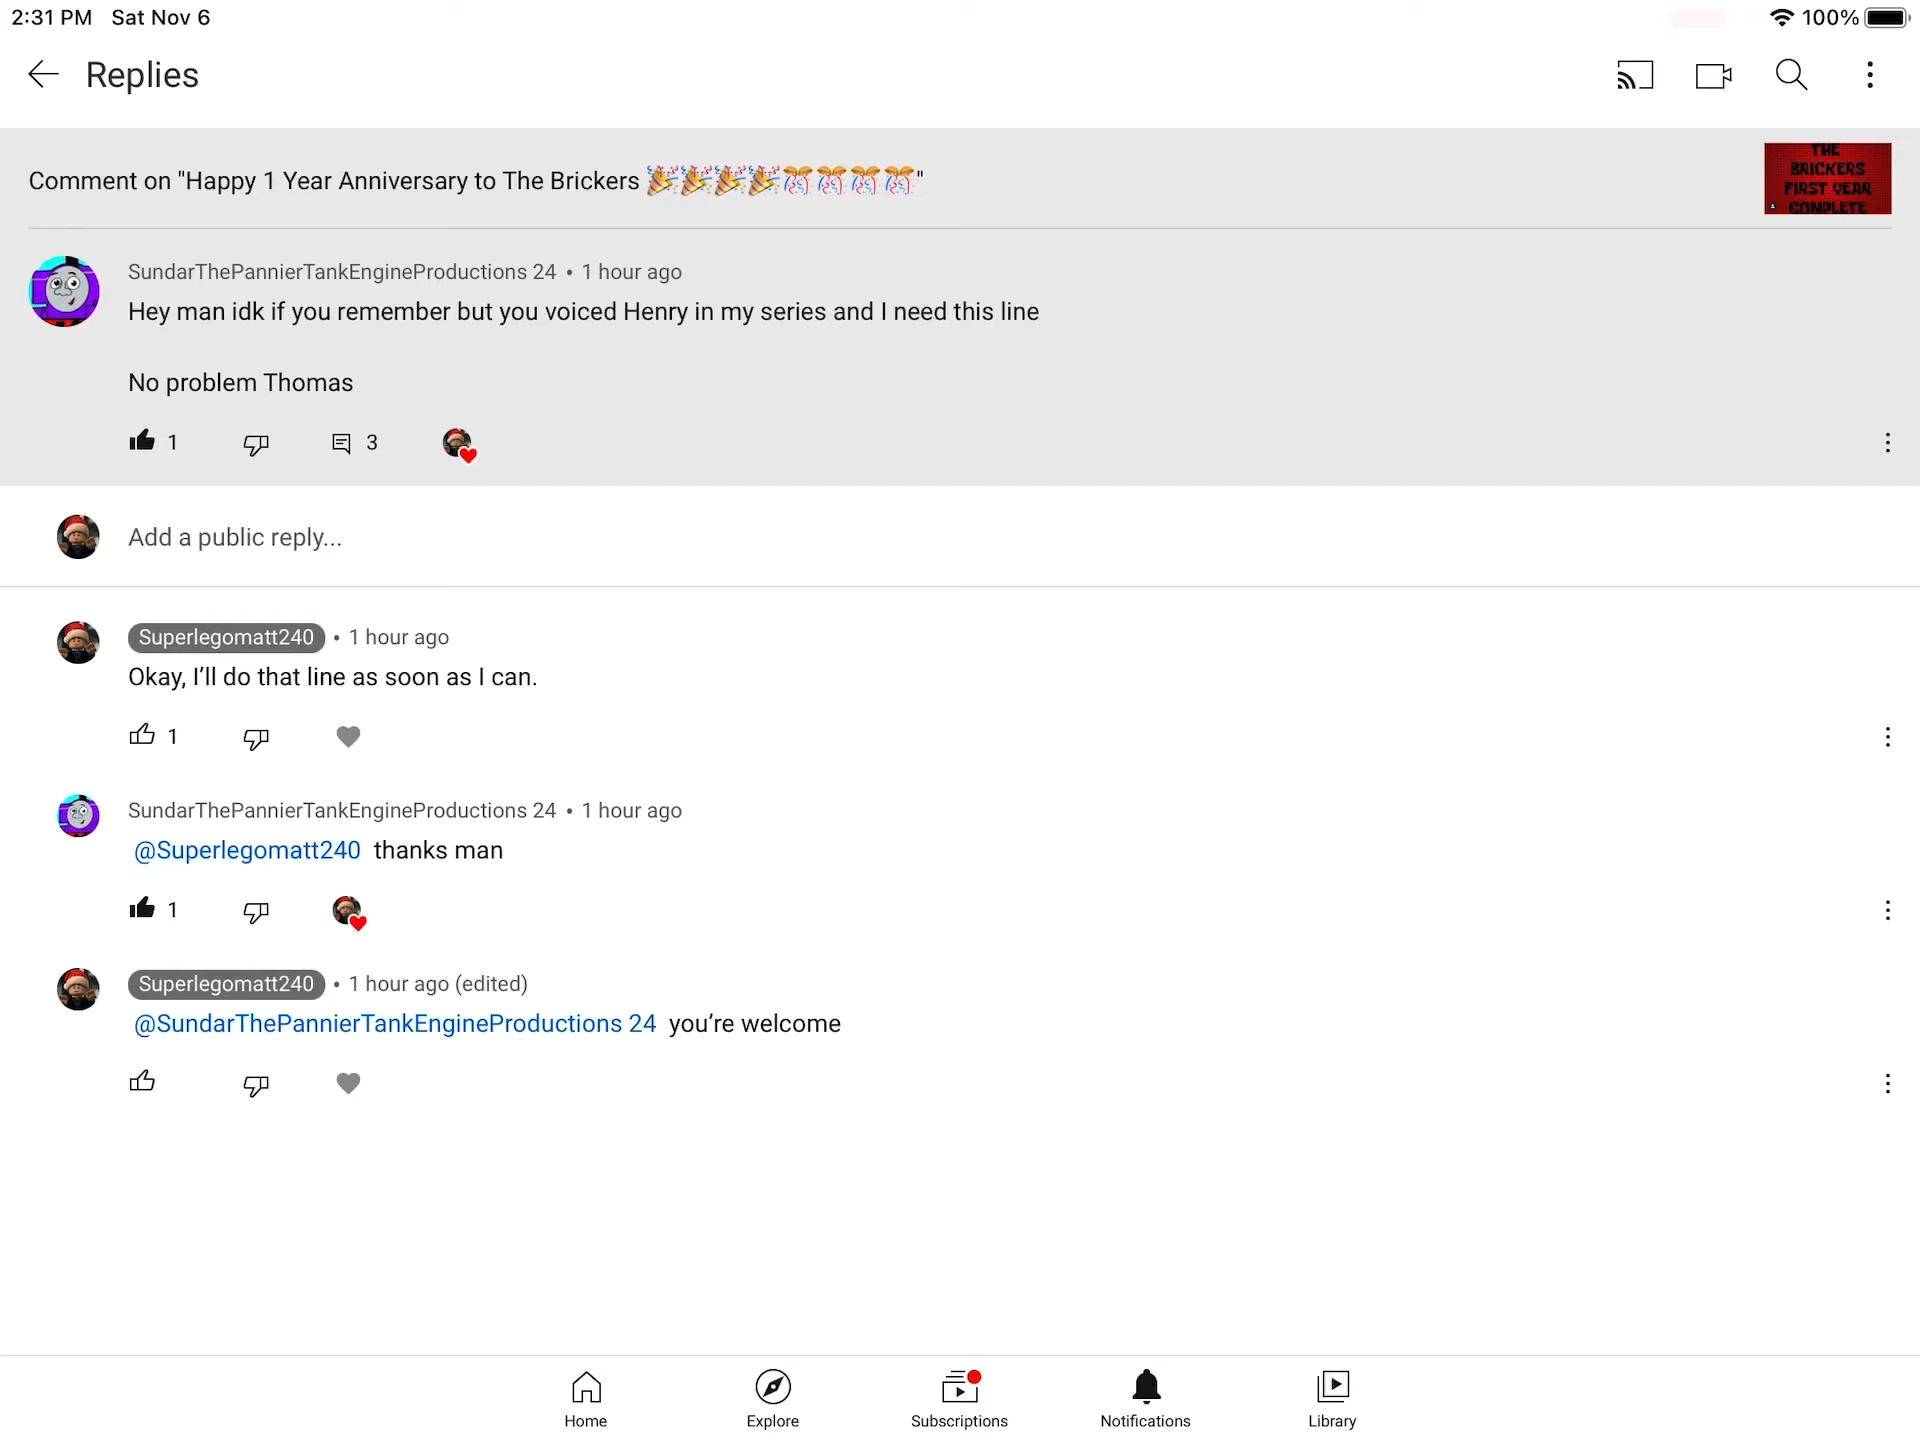 2:31 PM Sat Nov 6
100%
Replies
Comment on "Happy 1 Year Anniversary to The Brickers 🎉🎉🎉🎉🎊🎊🎊🎊"
THE
BRICKERS
FIRST YEAR
COMPLETE
SundarThePannierTankEngineProductions 24 • 1 hour ago
Hey man idk if you remember but you voiced Henry in my series and I need this line
No problem Thomas
1
3
Add a public reply...
Superlegomatt240 • 1 hour ago
Okay, I’ll do that line as soon as I can.
1
SundarThePannierTankEngineProductions 24 • 1 hour ago
@Superlegomatt240 thanks man
1
Superlegomatt240 • 1 hour ago (edited)
@SundarThePannierTankEngineProductions 24 you’re welcome
Home
Explore
Subscriptions
Notifications
Library